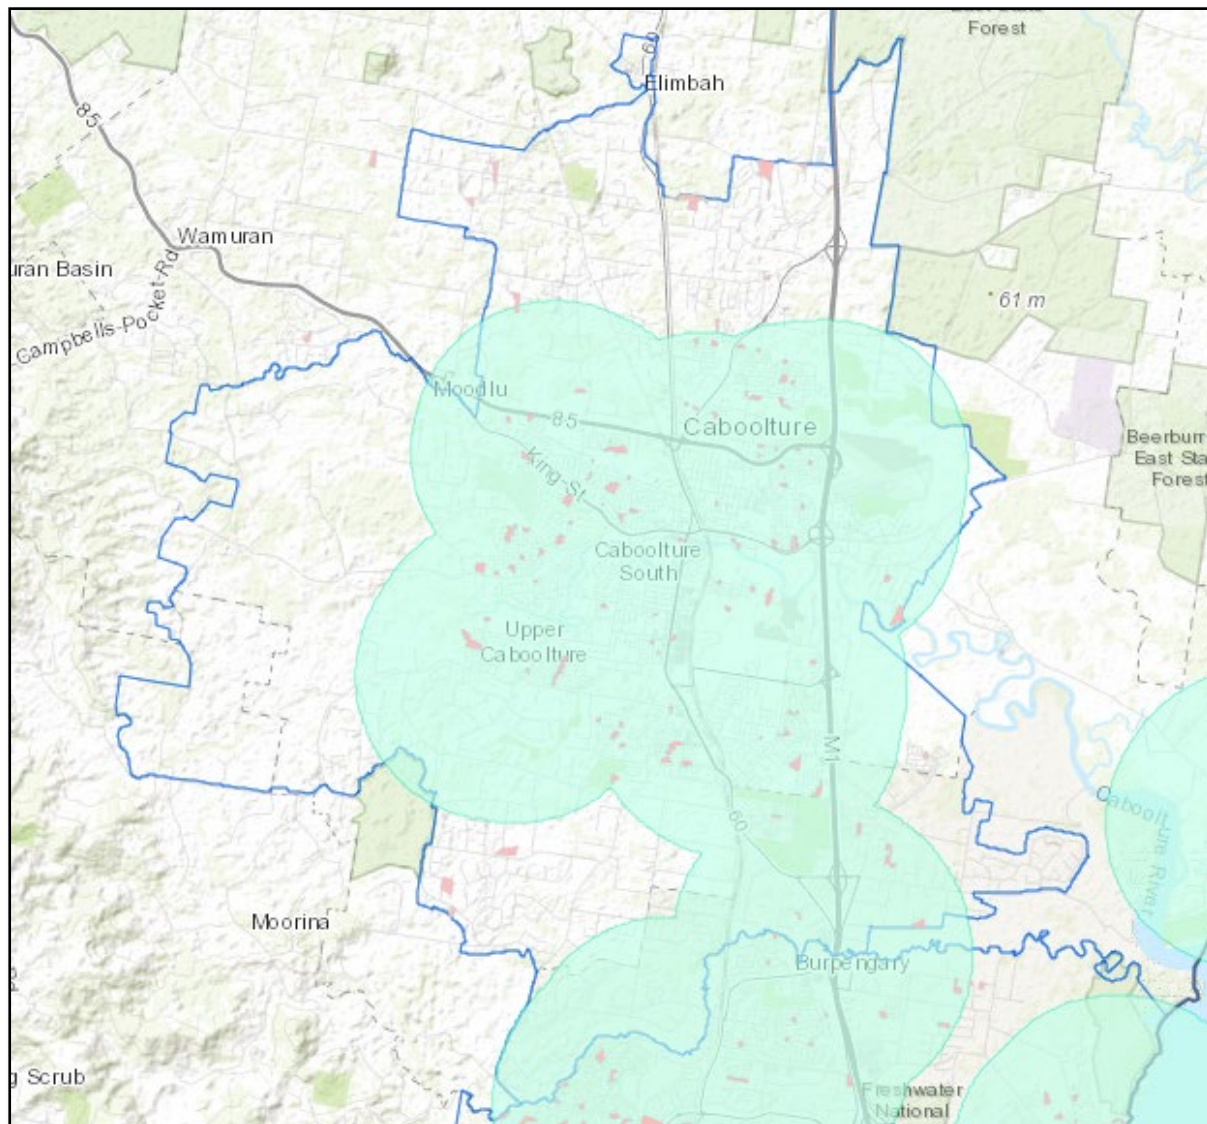 Forest
60
Elimbah
85
Wamuran
uran Basin
Campbells-Pocket-Rd
61 m
Moodlu
85
Caboolture
King-St
Beerburr
East Sta
Forest
Caboolture
South
Upper
Caboolture
M1
Caboolture River
60
Moorina
Burpengary
g Scrub
Freshwater
National